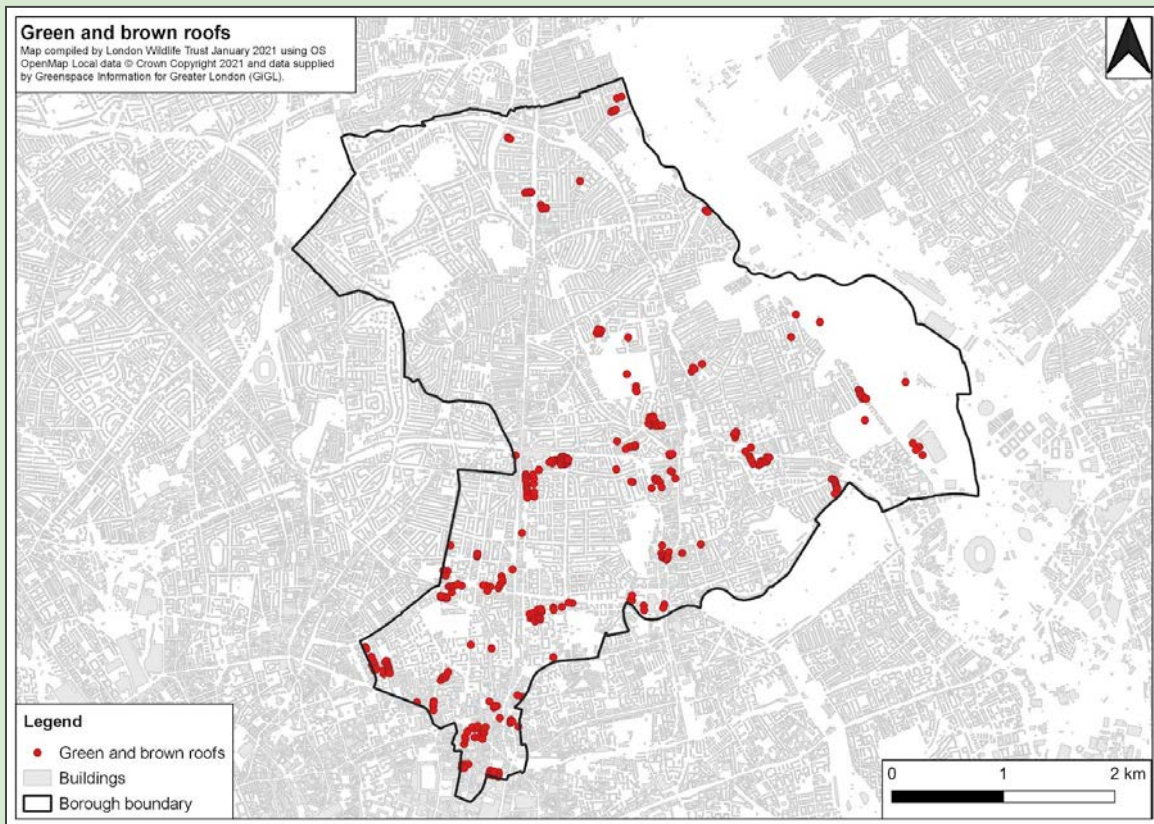 Green and brown roofs
Map compiled by London Wildlife Trust January 2021 using OS
OpenMap Local data © Crown Copyright 2021 and data supplied
by Greenspace Information for Greater London (GiGL).
Legend
Green and brown roofs
Buildings
Borough boundary
0 1 2 km